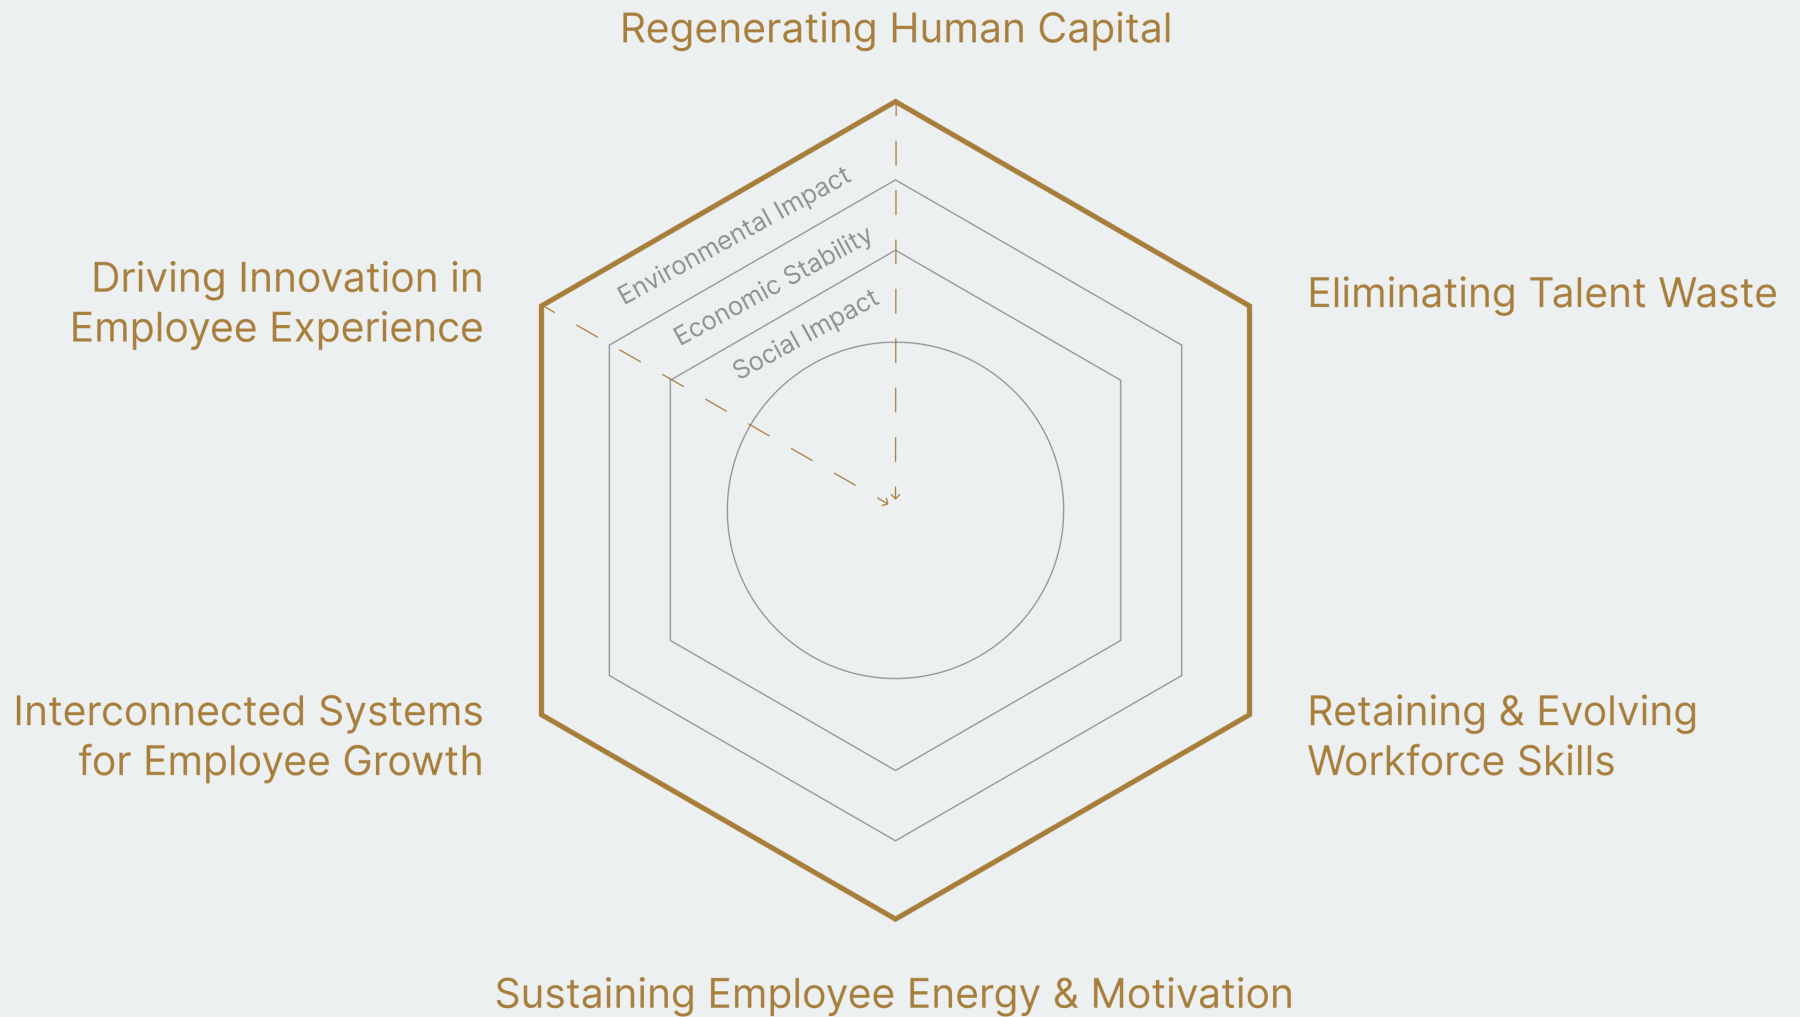 Regenerating Human Capital
Environmental Impact
Economic Stability
Social Impact
Driving Innovation in
Employee Experience
Eliminating Talent Waste
Interconnected Systems
for Employee Growth
Retaining & Evolving
Workforce Skills
Sustaining Employee Energy & Motivation